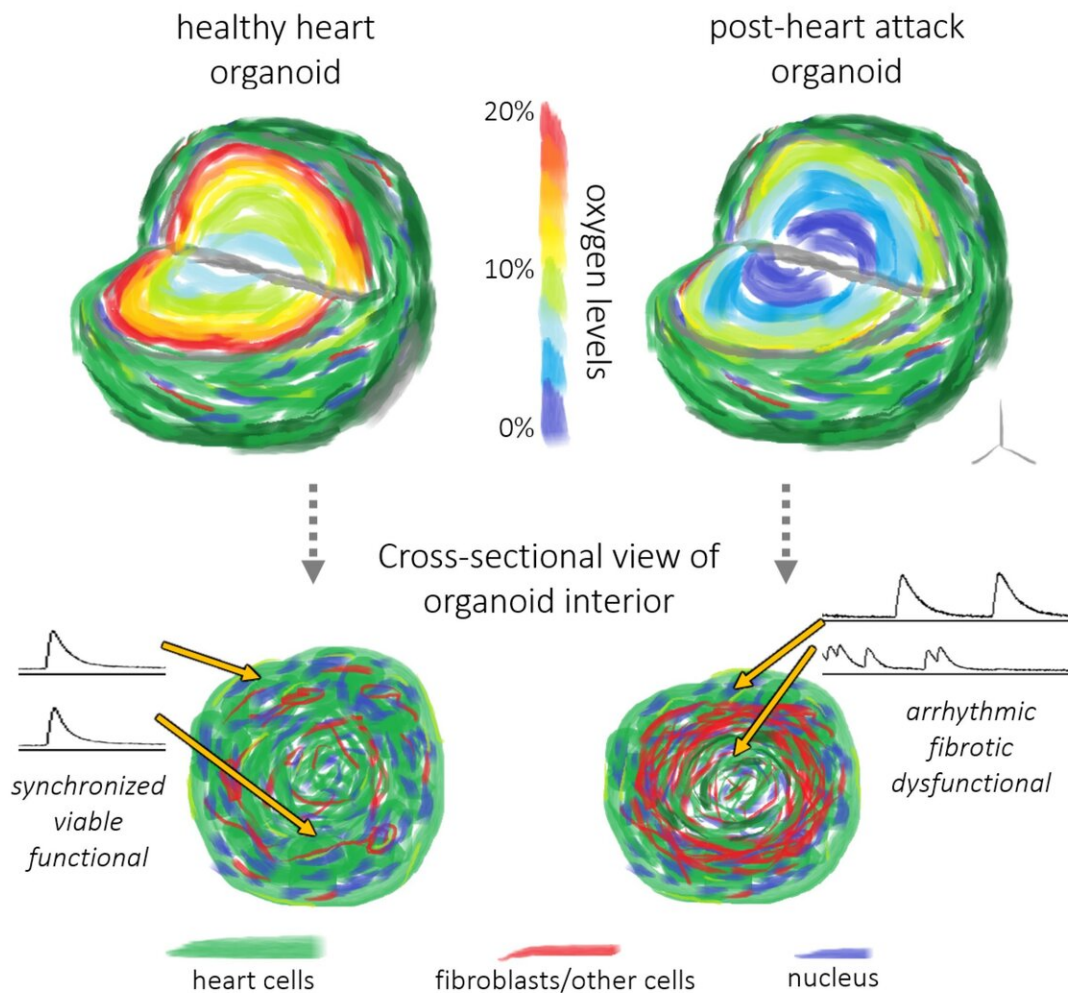 healthy heart
organoid
post-heart attack
organoid
20%
10%
0%
oxygen levels
Cross-sectional view of
organoid interior
synchronized
viable
functional
arrhythmic
fibrotic
dysfunctional
heart cells
fibroblasts/other cells
nucleus